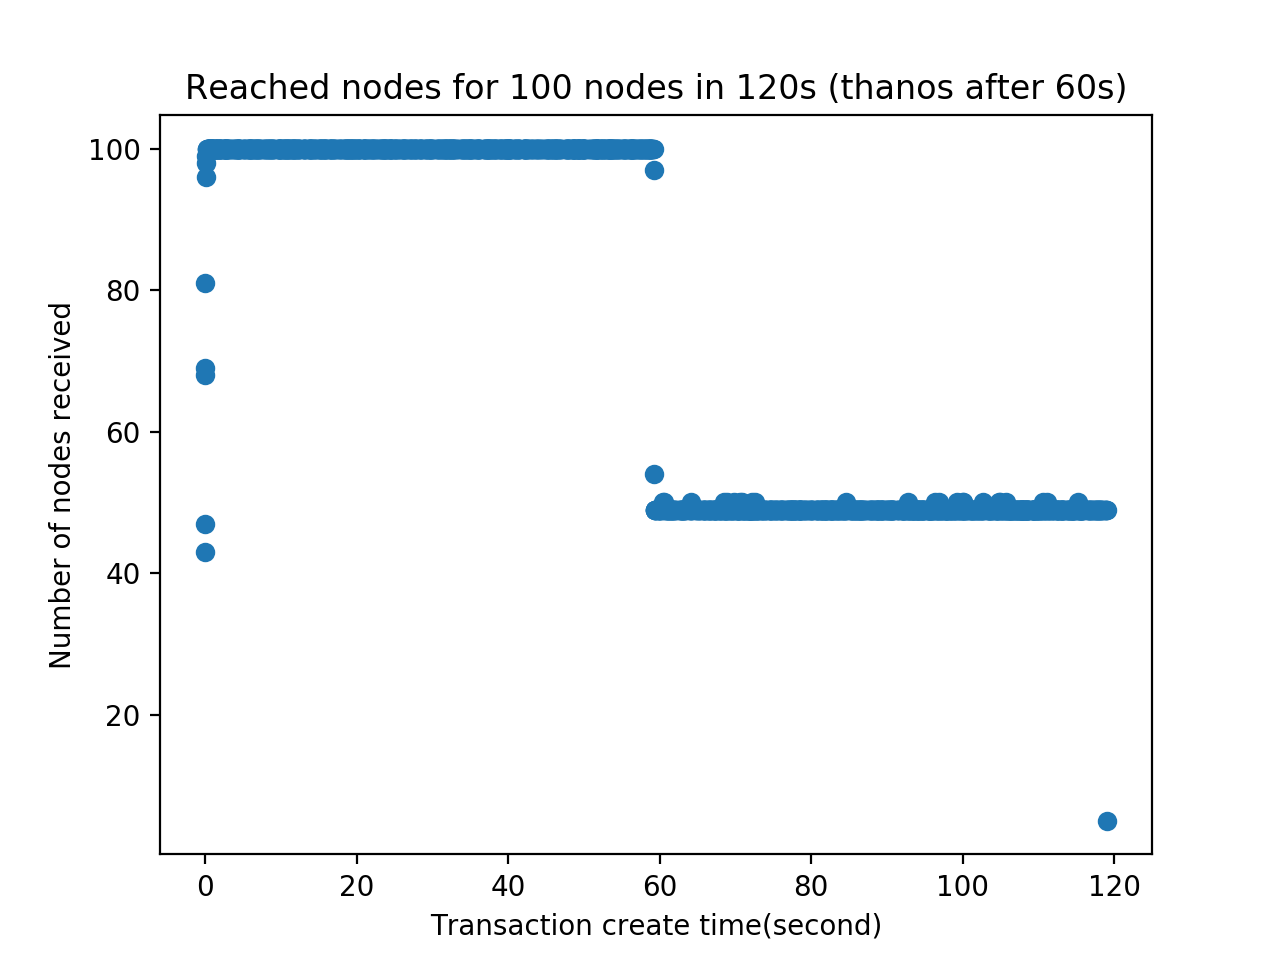 Reached nodes for 100 nodes in 120s (thanos after 60s)
100
80
60
40
20
Number of nodes received
0 20 40 60 80 100 120
Transaction create time(second)